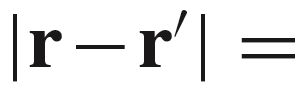 |r − r′| =